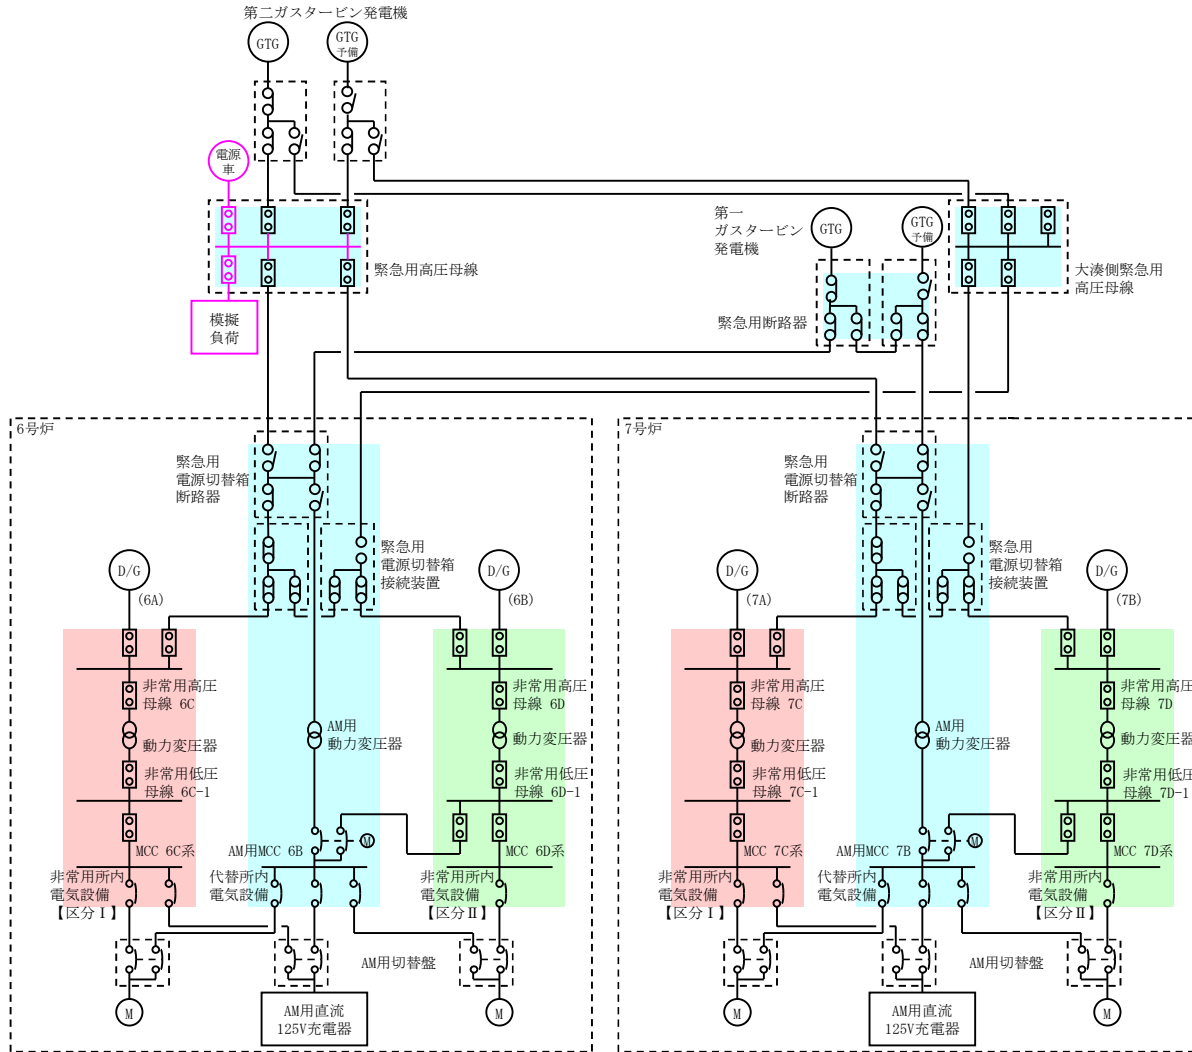 第二ガスタービン発電機
GTG
GTG
予備
電源
車
緊急用高圧母線
模擬
負荷
第一
ガスタービン
発電機
GTG
GTG
予備
緊急用断路器
大湊側緊急用
高圧母線
6号炉
緊急用
電源切替箱
断路器
緊急用
電源切替箱
接続装置
D/G
(6A)
D/G
(6B)
非常用高圧
母線 6C
動力変圧器
非常用低圧
母線 6C-1
MCC 6C系
非常用所内
電気設備
【区分Ⅰ】
AM用
動力変圧器
M
AM用MCC 6B
代替所内
電気設備
非常用高圧
母線 6D
動力変圧器
非常用低圧
母線 6D-1
MCC 6D系
非常用所内
電気設備
【区分Ⅱ】
AM用切替盤
M
AM用直流
125V充電器
M
7号炉
緊急用
電源切替箱
断路器
緊急用
電源切替箱
接続装置
D/G
(7A)
D/G
(7B)
非常用高圧
母線 7C
動力変圧器
非常用低圧
母線 7C-1
MCC 7C系
非常用所内
電気設備
【区分Ⅰ】
AM用
動力変圧器
M
AM用MCC 7B
代替所内
電気設備
非常用高圧
母線 7D
動力変圧器
非常用低圧
母線 7D-1
MCC 7D系
非常用所内
電気設備
【区分Ⅱ】
AM用切替盤
M
AM用直流
125V充電器
M